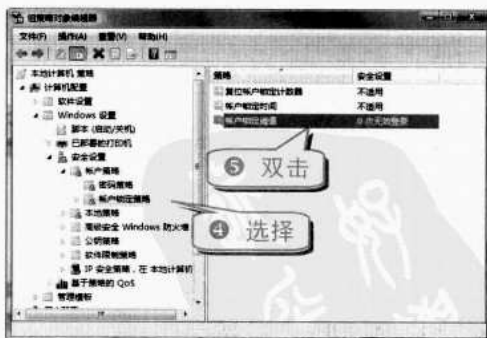 组策略对象编辑器
文件(F) 操作(A) 查看(V) 帮助(H)
本地计算机 策略
计算机配置
软件设置
Windows 设置
脚本 (启动/关机)
已部署的打印机
安全设置
帐户策略
密码策略
帐户锁定策略
本地策略
高级安全 Windows 防火墙
公钥策略
软件限制策略
IP 安全策略，在 本地计算机
基于策略的 QoS
管理模板
策略 安全设置
复位帐户锁定计数器 不适用
帐户锁定时间 不适用
帐户锁定阈值 0 次无效登录
❺ 双击
❹ 选择